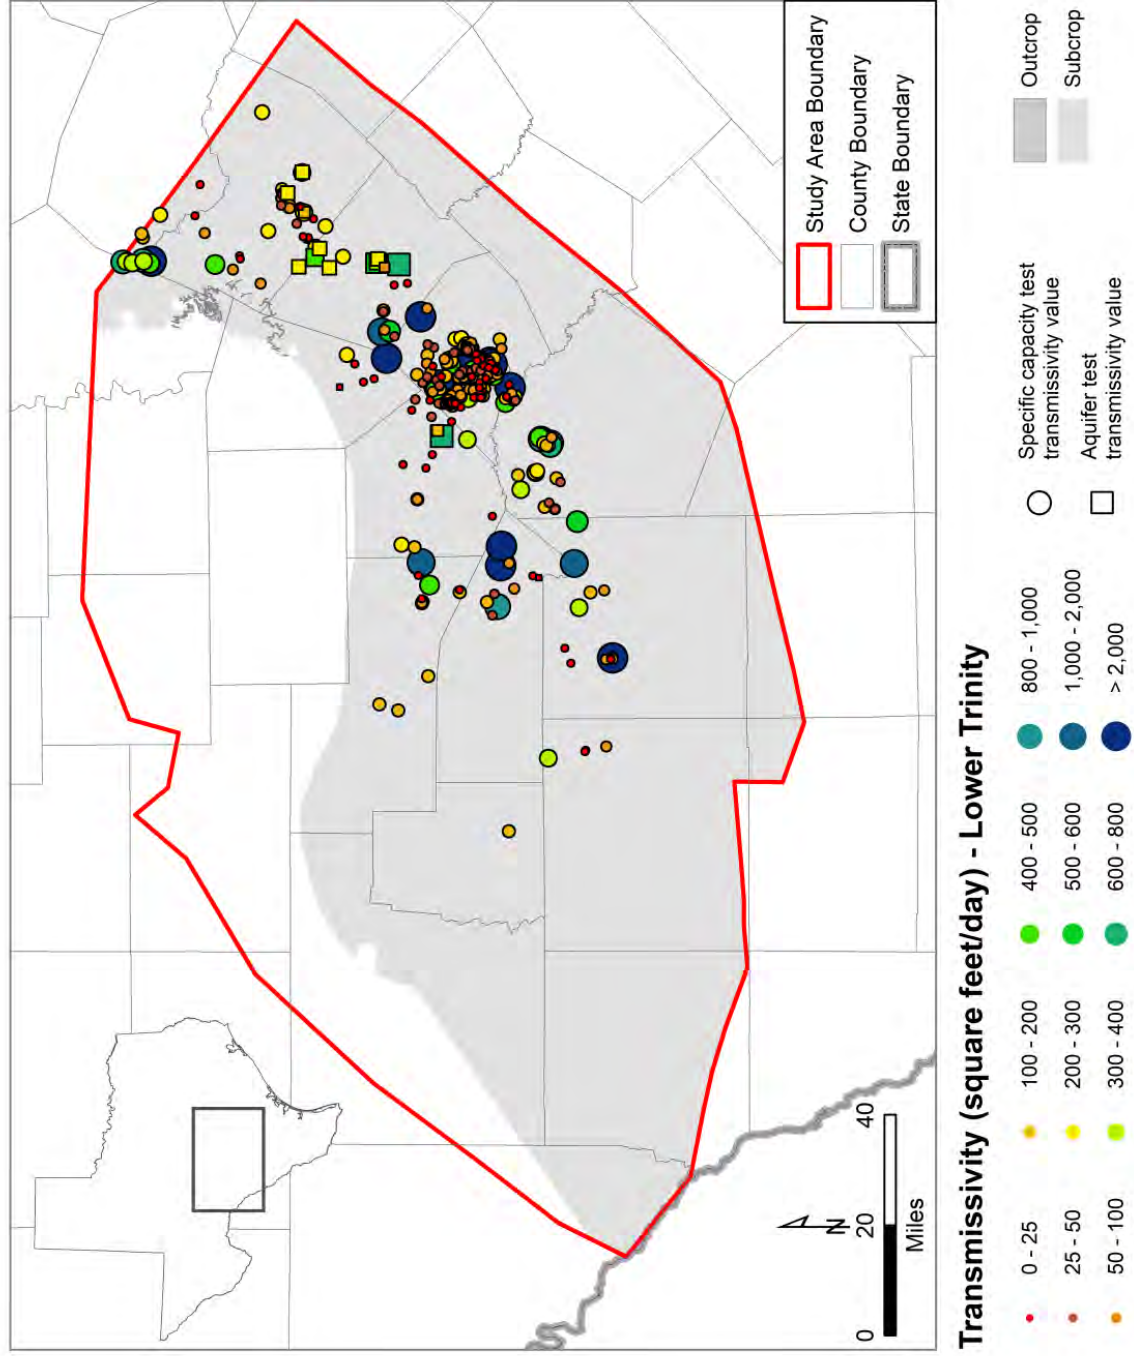 Study Area Boundary
County Boundary
State Boundary
N
0 20 40
Miles
Transmissivity (square feet/day) - Lower Trinity
0 - 25
25 - 50
50 - 100
100 - 200
200 - 300
300 - 400
400 - 500
500 - 600
600 - 800
800 - 1,000
1,000 - 2,000
> 2,000
Specific capacity test
transmissivity value
Aquifer test
transmissivity value
Outcrop
Subcrop